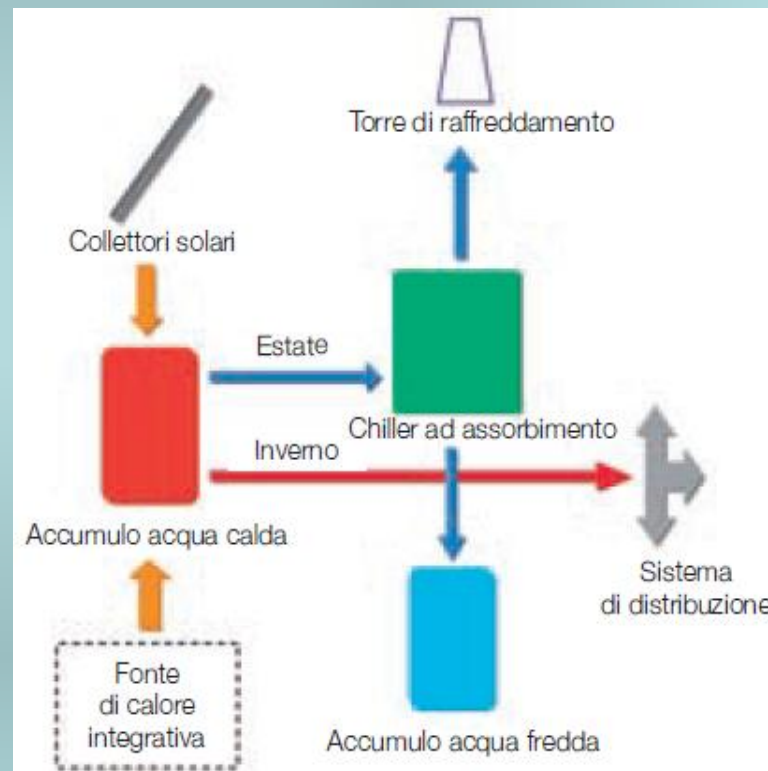 Torre di raffreddamento
Collettori solari
Estate
Chiller ad assorbimento
Inverno
Accumulo acqua calda
Sistema
di distribuzione
Fonte
di calore
integrativa
Accumulo acqua fredda